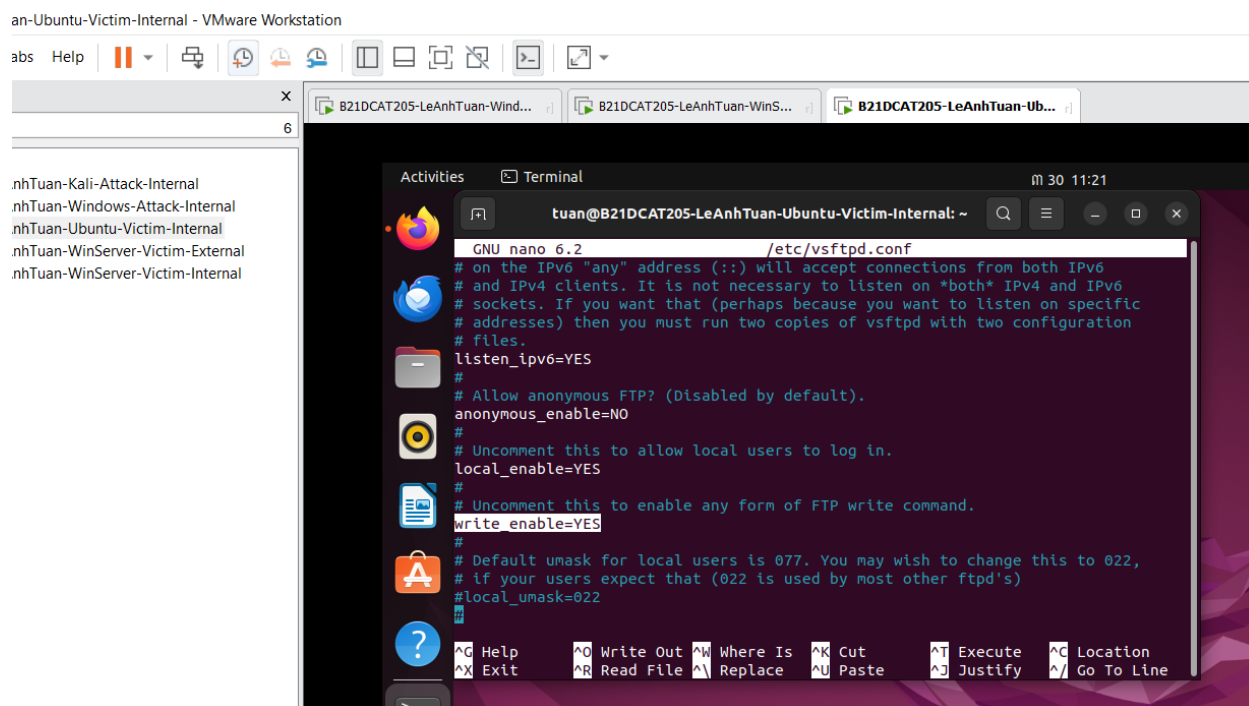 an-Ubuntu-Victim-Internal - VMware Workstation
abs Help
x
6
nhTuan-Kali-Attack-Internal
nhTuan-Windows-Attack-Internal
nhTuan-Ubuntu-Victim-Internal
nhTuan-WinServer-Victim-External
nhTuan-WinServer-Victim-Internal
B21DCAT205-LeAnhTuan-Wind... B21DCAT205-LeAnhTuan-WinS... B21DCAT205-LeAnhTuan-Ub...
Activities Terminal 30 11:21
tuan@B21DCAT205-LeAnhTuan-Ubuntu-Victim-Internal: ~
GNU nano 6.2 /etc/vsftpd.conf
# on the IPv6 "any" address (::) will accept connections from both IPv6
# and IPv4 clients. It is not necessary to listen on *both* IPv4 and IPv6
# sockets. If you want that (perhaps because you want to listen on specific
# addresses) then you must run two copies of vsftpd with two configuration
# files.
listen_ipv6=YES
#
# Allow anonymous FTP? (Disabled by default).
anonymous_enable=NO
#
# Uncomment this to allow local users to log in.
local_enable=YES
#
# Uncomment this to enable any form of FTP write command.
write_enable=YES
#
# Default umask for local users is 077. You may wish to change this to 022,
# if your users expect that (022 is used by most other ftpd's)
#local_umask=022
#
^G Help ^O Write Out ^W Where Is ^K Cut ^T Execute ^C Location
^X Exit ^R Read File ^\ Replace ^U Paste ^J Justify ^/ Go To Line